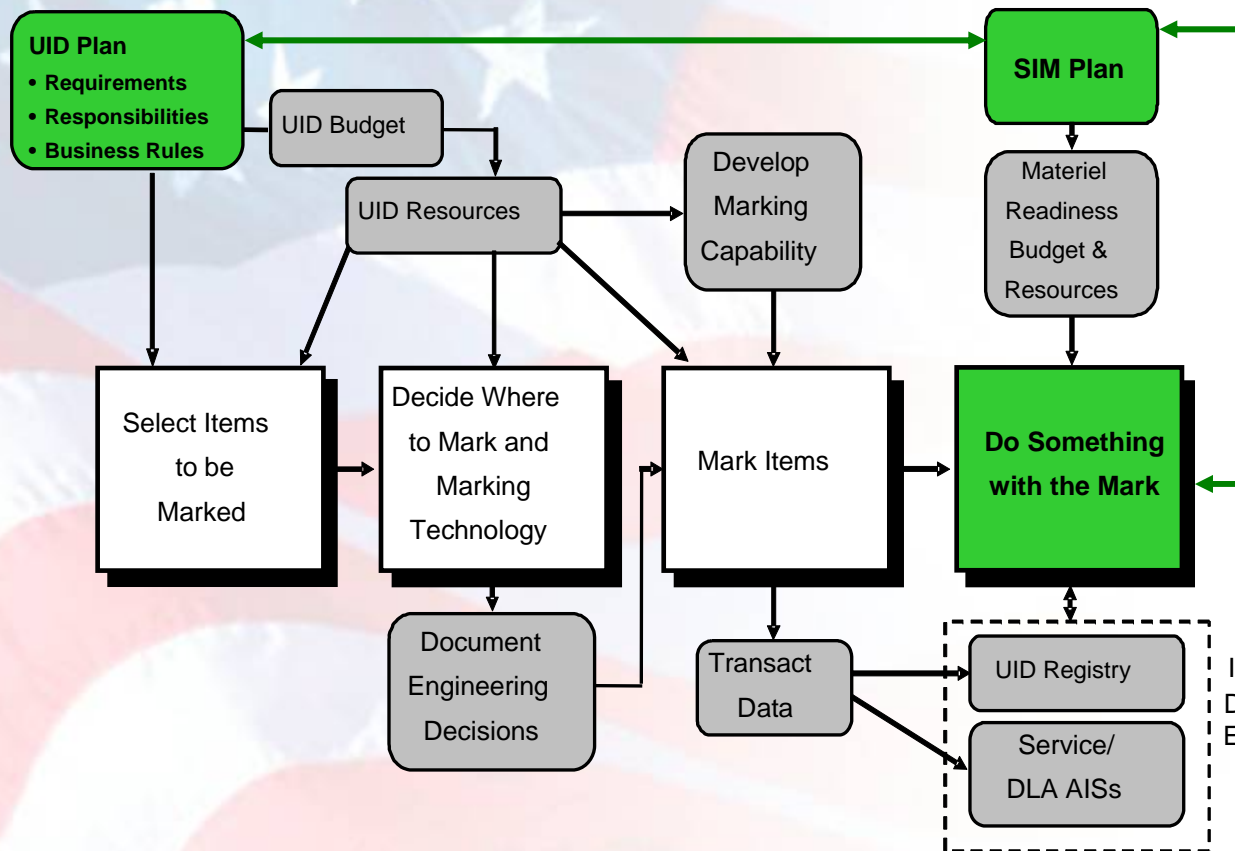 UID Plan
• Requirements
• Responsibilities
• Business Rules
UID Budget
UID Resources
Develop
Marking
Capability
SIM Plan
Materiel
Readiness
Budget &
Resources
Select Items
to be
Marked
Decide Where
to Mark and
Marking
Technology
Mark Items
Do Something
with the Mark
Document
Engineering
Decisions
Transact
Data
UID Registry
Service/
DLA AISs